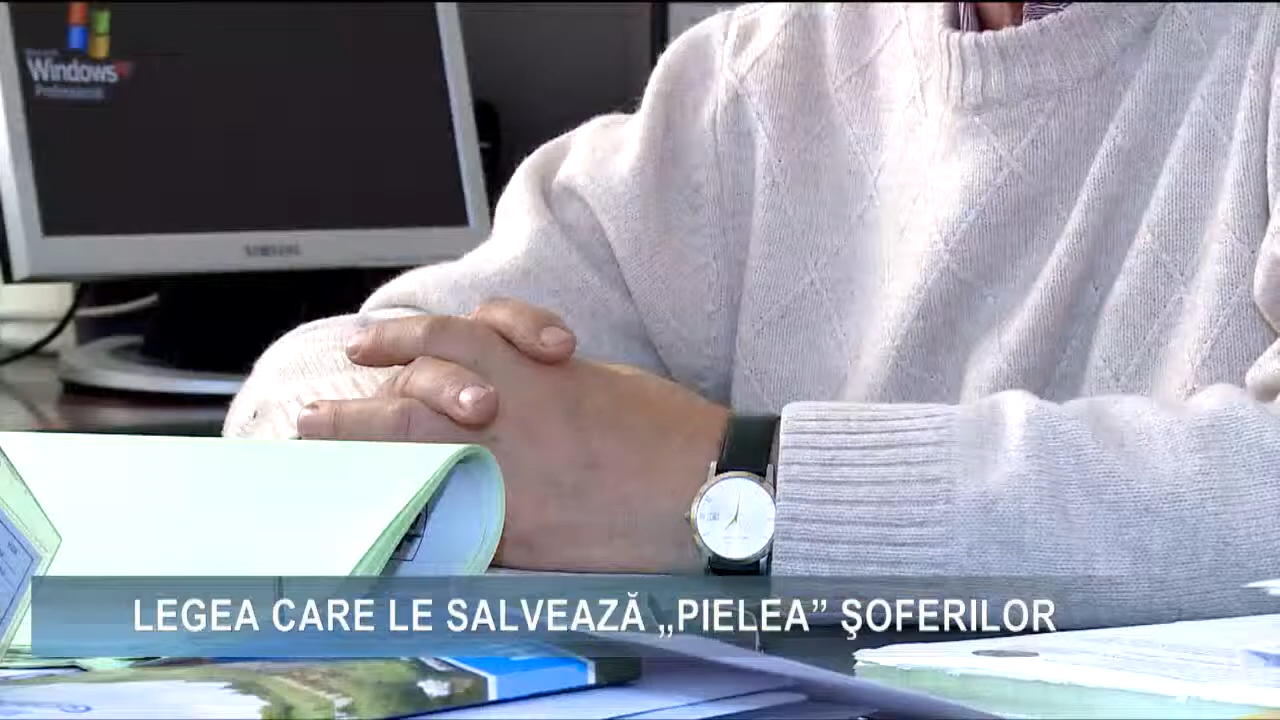 Windows
Professional
SAMSUNG
LEGEA CARE LE SALVEAZĂ „PIELEA” ŞOFERILOR